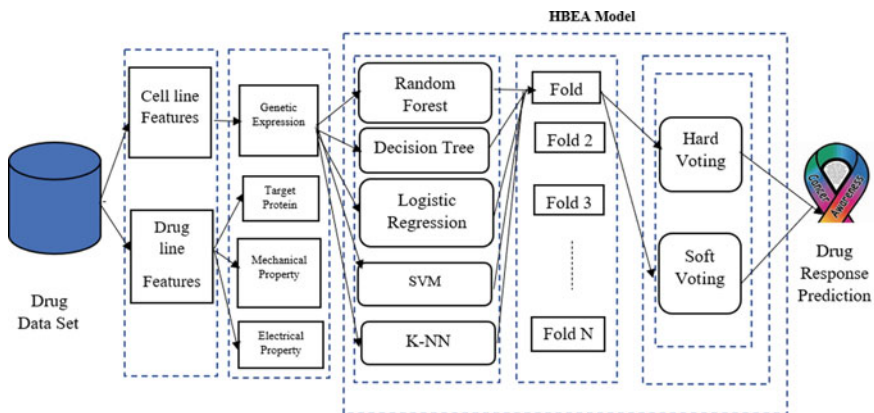 HBEA Model
Drug
Data Set
Cell line
Features
Drug
line
Features
Genetic
Expression
Target
Protein
Mechanical
Property
Electrical
Property
Random
Forest
Decision Tree
Logistic
Regression
SVM
K-NN
Fold
Fold 2
Fold 3
Fold N
Hard
Voting
Soft
Voting
Cancer
Awareness
Drug
Response
Prediction